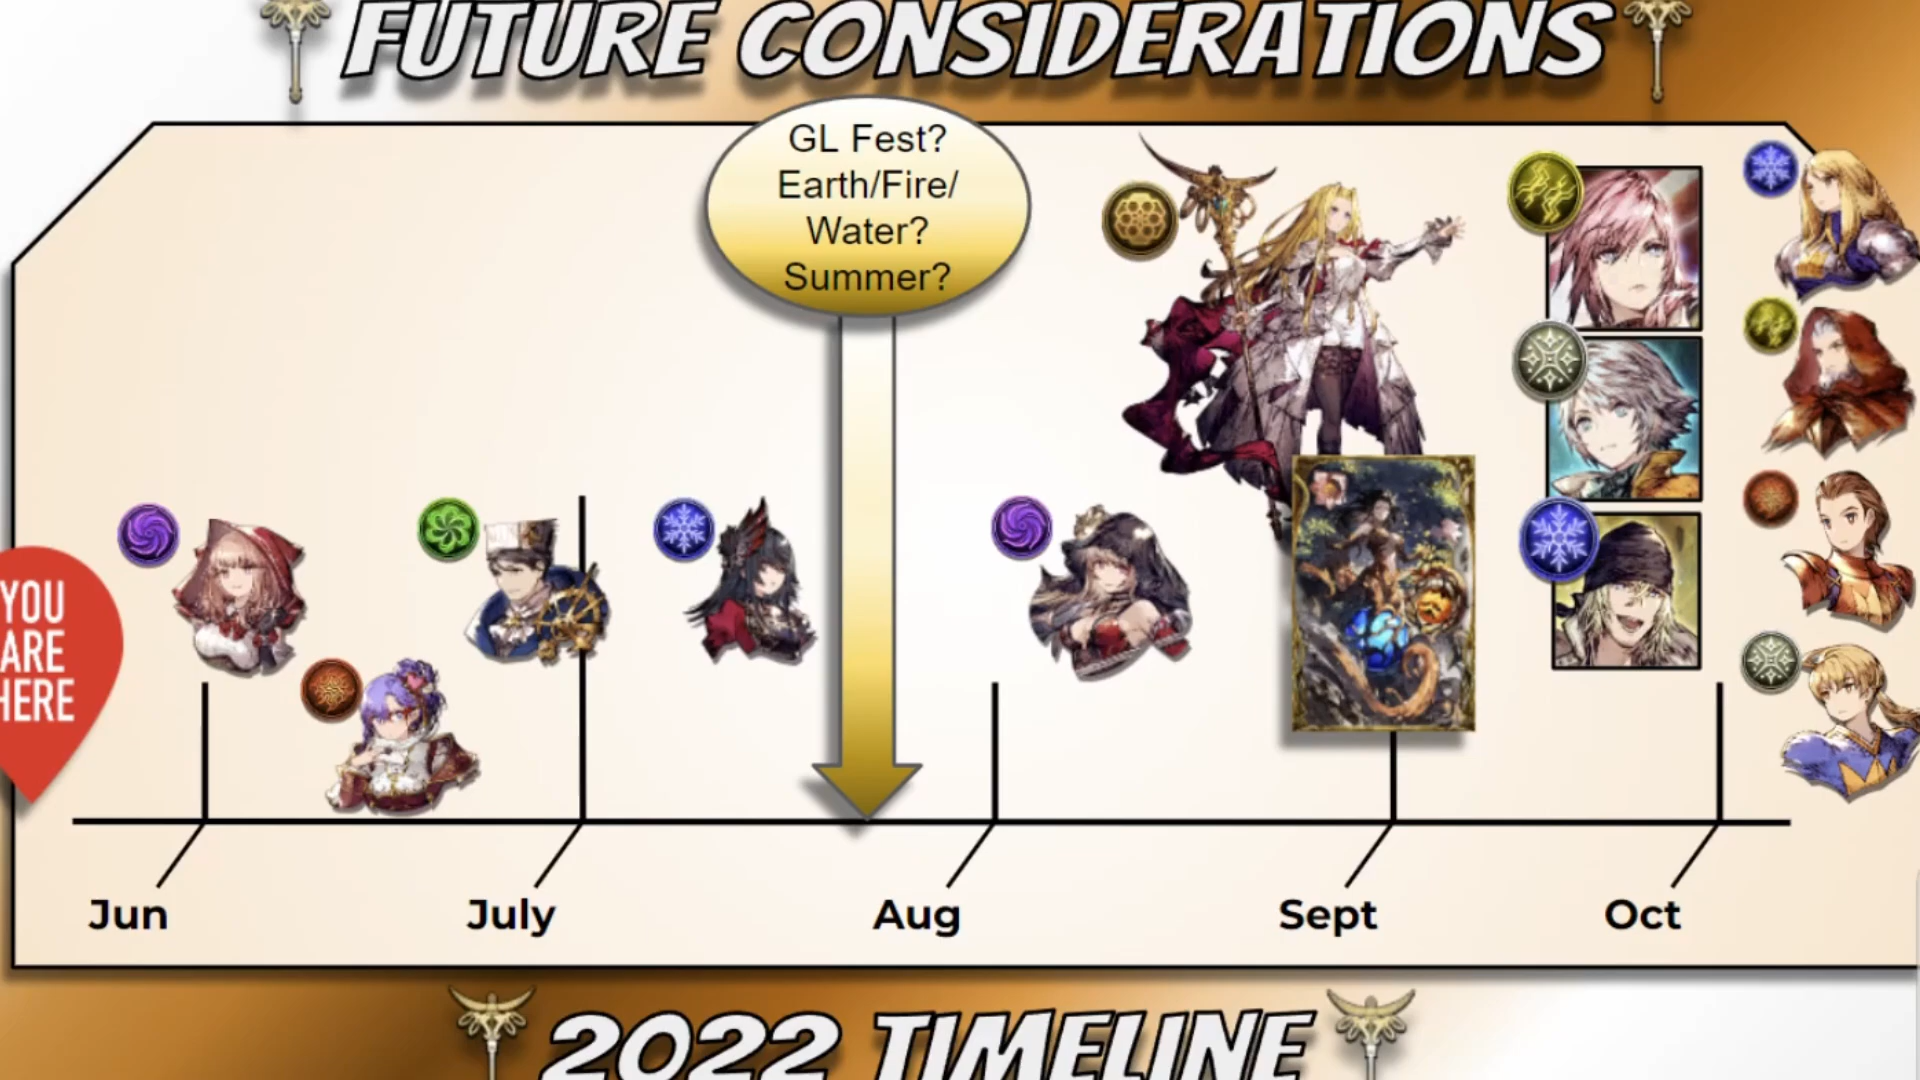 FUTURE CONSIDERATIONS
GL Fest?
Earth/Fire/
Water?
Summer?
YOU
ARE
HERE
Jun
July
Aug
Sept
Oct
2022 TIMELINE